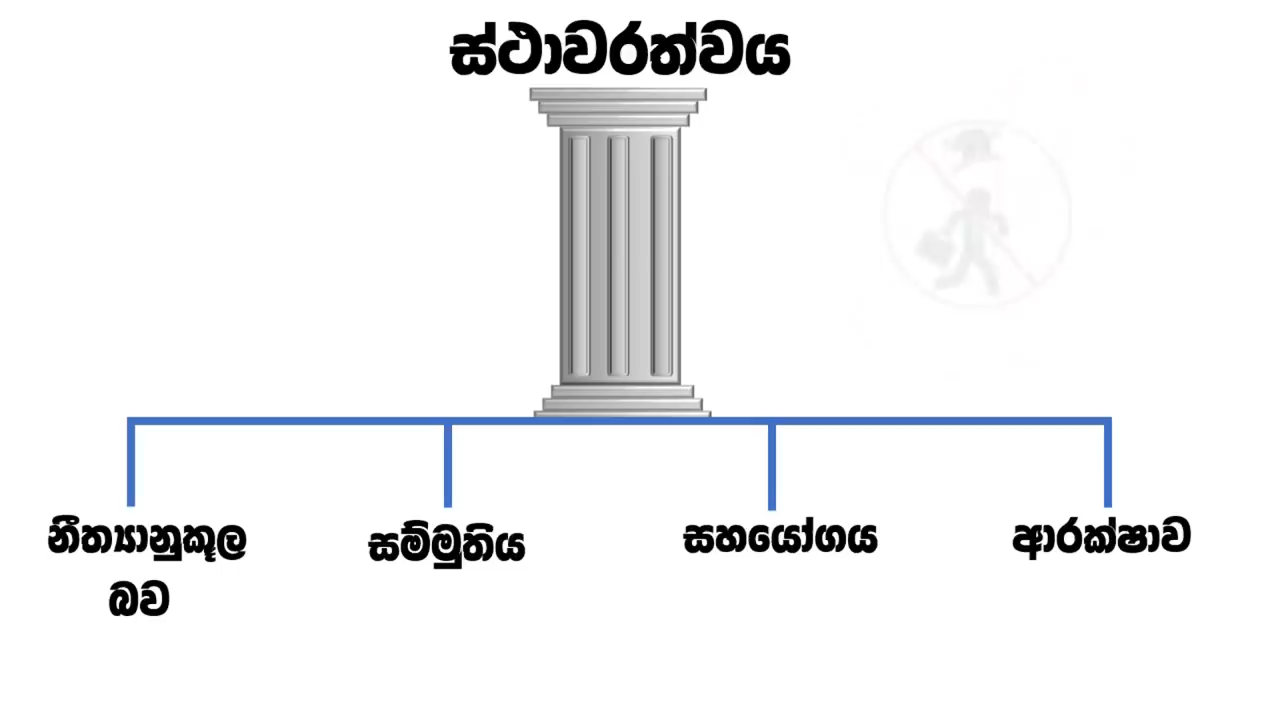 ස්ථාවරත්වය
නීත්‍යානුකූල
බව
සම්මුතිය
සහයෝගය
ආරක්ෂාව